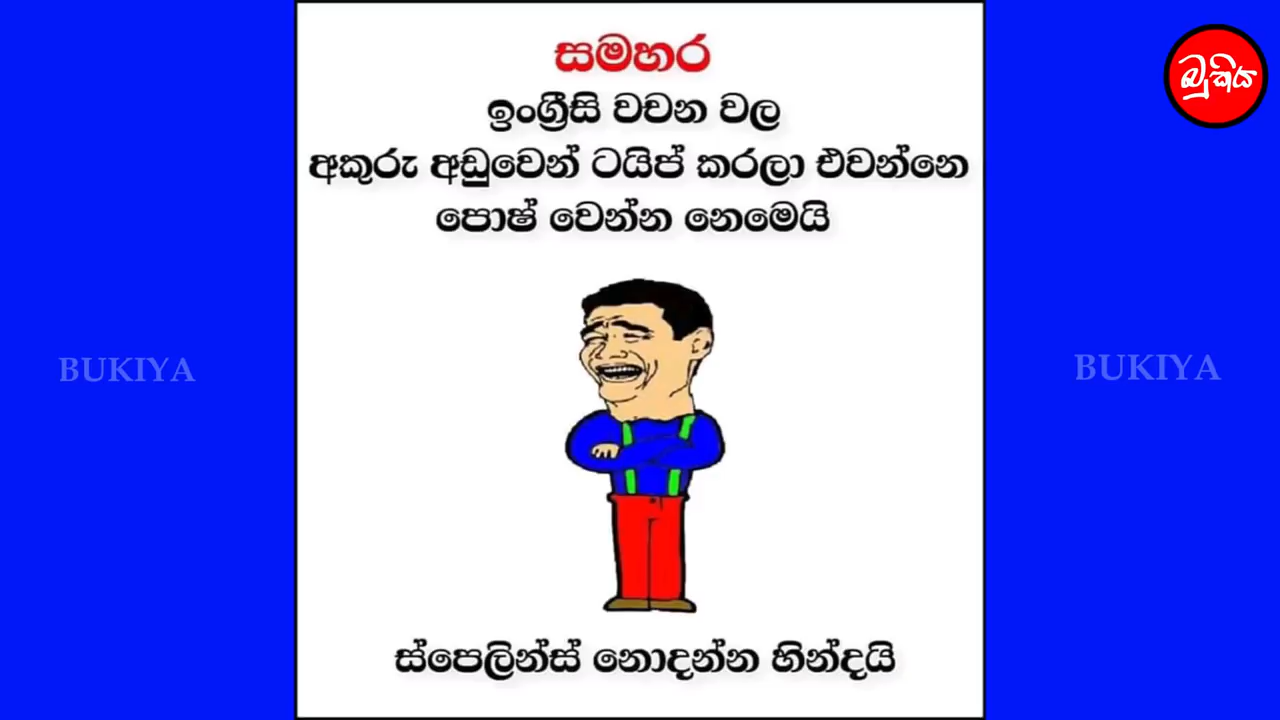 සමහර
ඉංග්‍රීසි වචන වල
අකුරු අඩුවෙන් ටයිප් කරලා එවන්නෙ
පොෂ් වෙන්න නෙමෙයි
ස්පෙලින්ස් නොදන්න හින්දයි
BUKIYA
BUKIYA
බුකිය